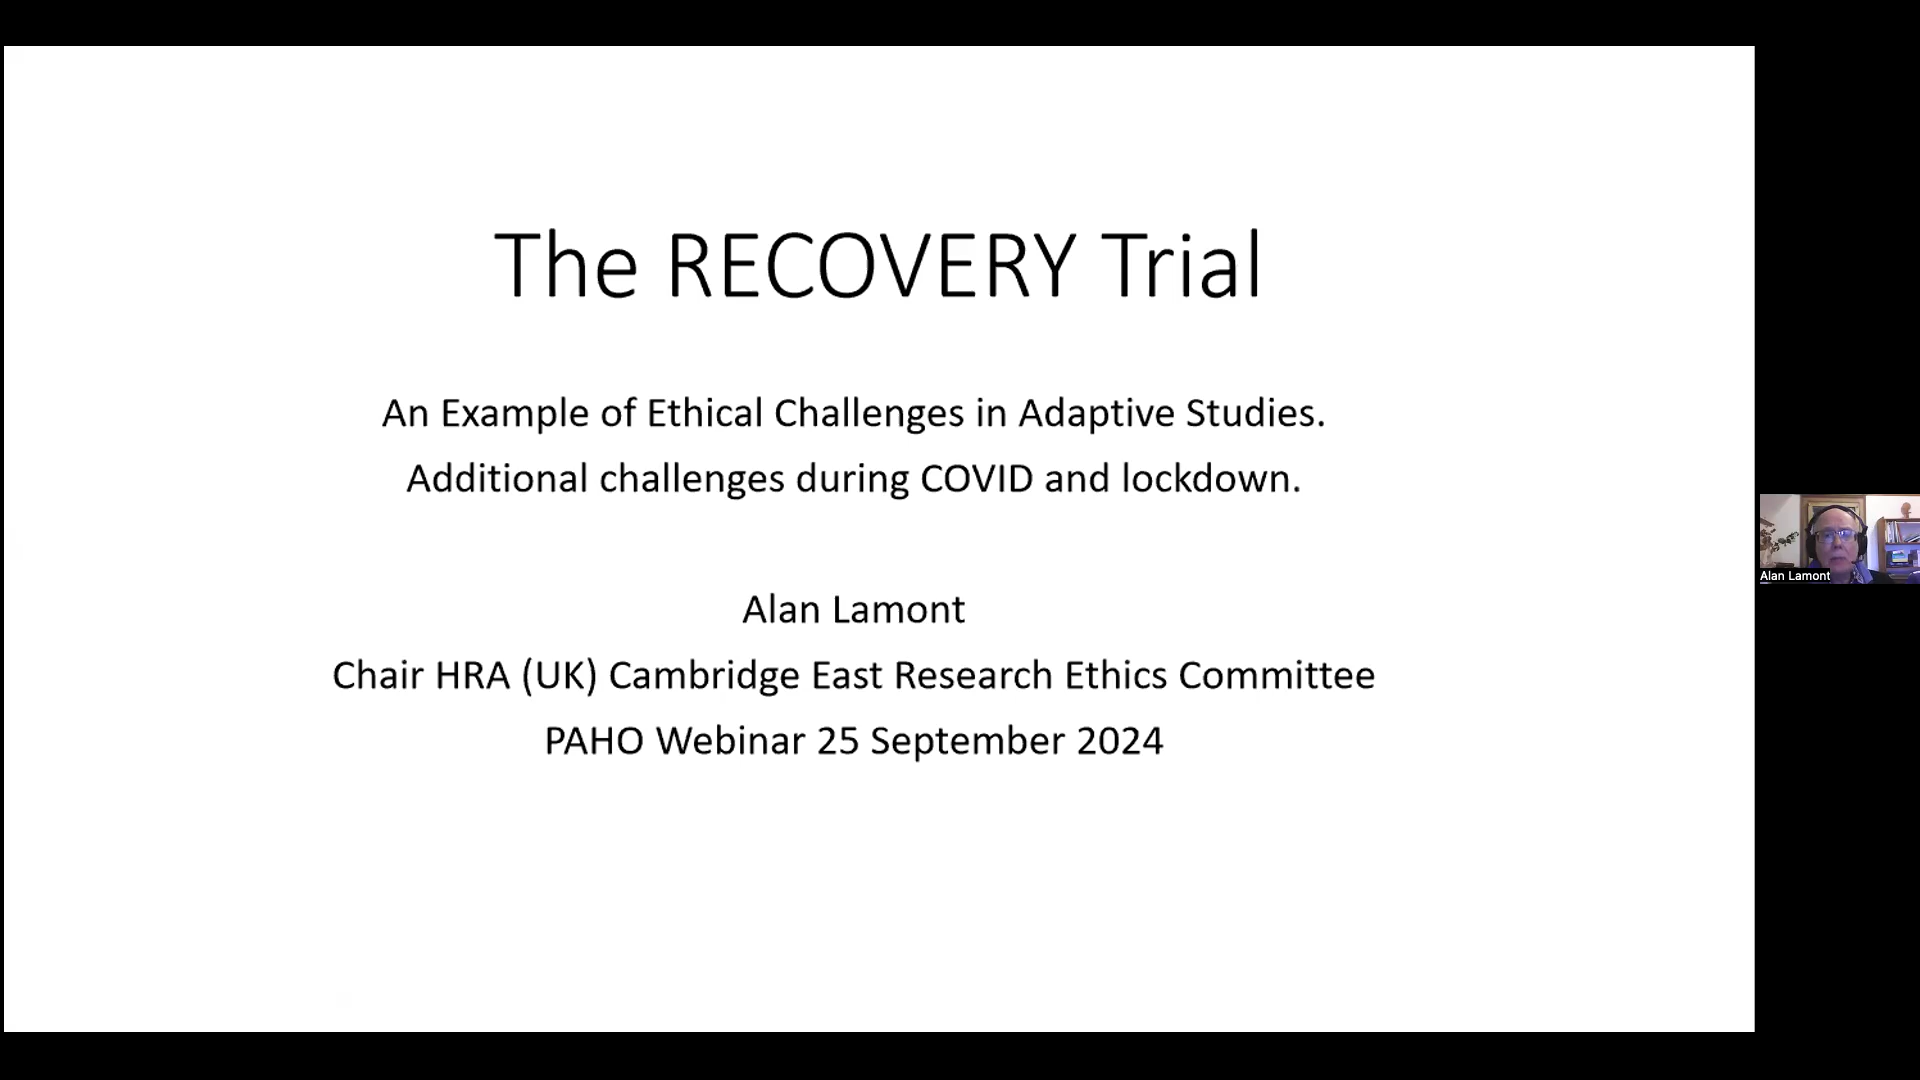 The RECOVERY Trial
An Example of Ethical Challenges in Adaptive Studies.
Additional challenges during COVID and lockdown.
Alan Lamont
Chair HRA (UK) Cambridge East Research Ethics Committee
PAHO Webinar 25 September 2024
Alan Lamont